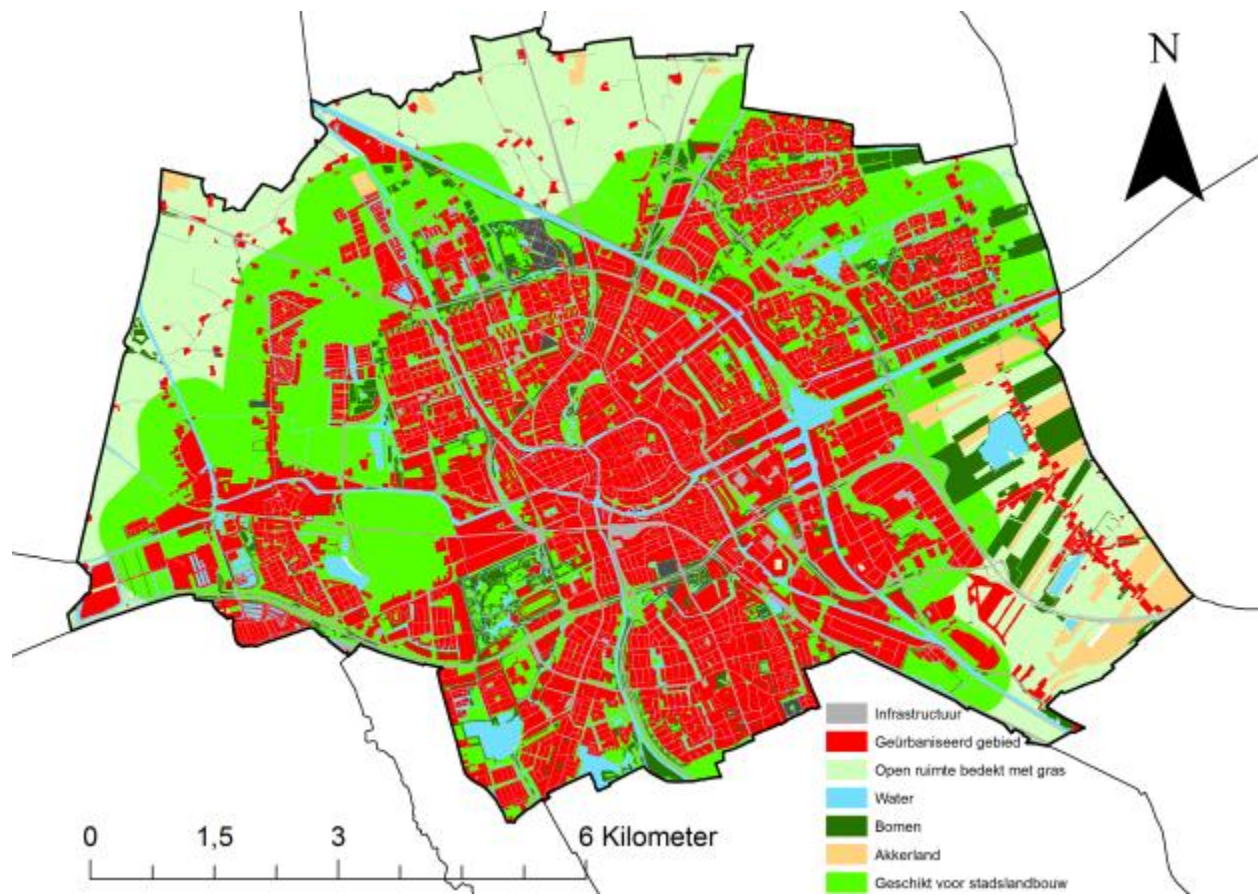 N
Infrastructuur
Geürbaniseerd gebied
Open ruimte bedekt met gras
Water
Bomen
Akkerland
Geschikt voor stadslandbouw
0 1,5 3 6 Kilometer